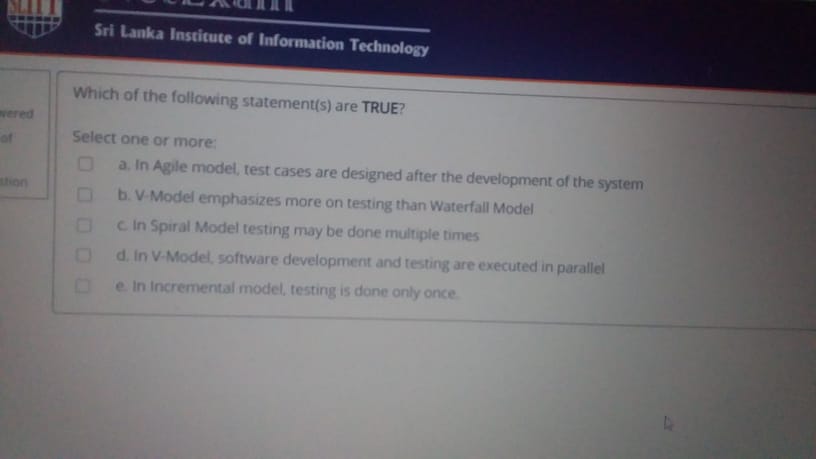 SLIIT
Sri Lanka Institute of Information Technology
wered
of
stion
Which of the following statement(s) are TRUE?
Select one or more:
a. In Agile model, test cases are designed after the development of the system
b. V-Model emphasizes more on testing than Waterfall Model
c. In Spiral Model testing may be done multiple times
d. In V-Model, software development and testing are executed in parallel
e. In Incremental model, testing is done only once.